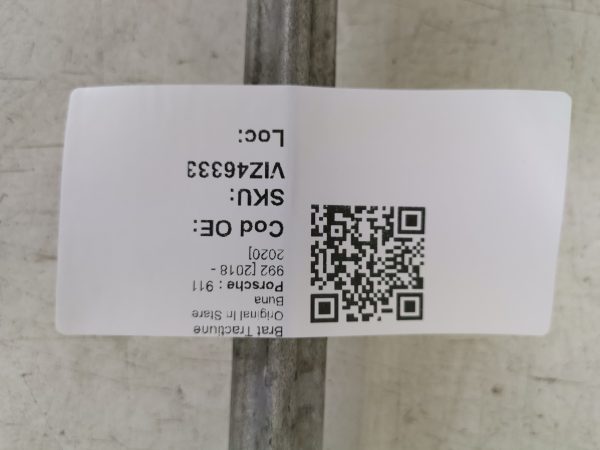 Brat Tractiune
Original In Stare
Buna
Porsche : 911
992 [2018 -
2020]
Cod OE:
SKU:
VIZ46333
Loc: